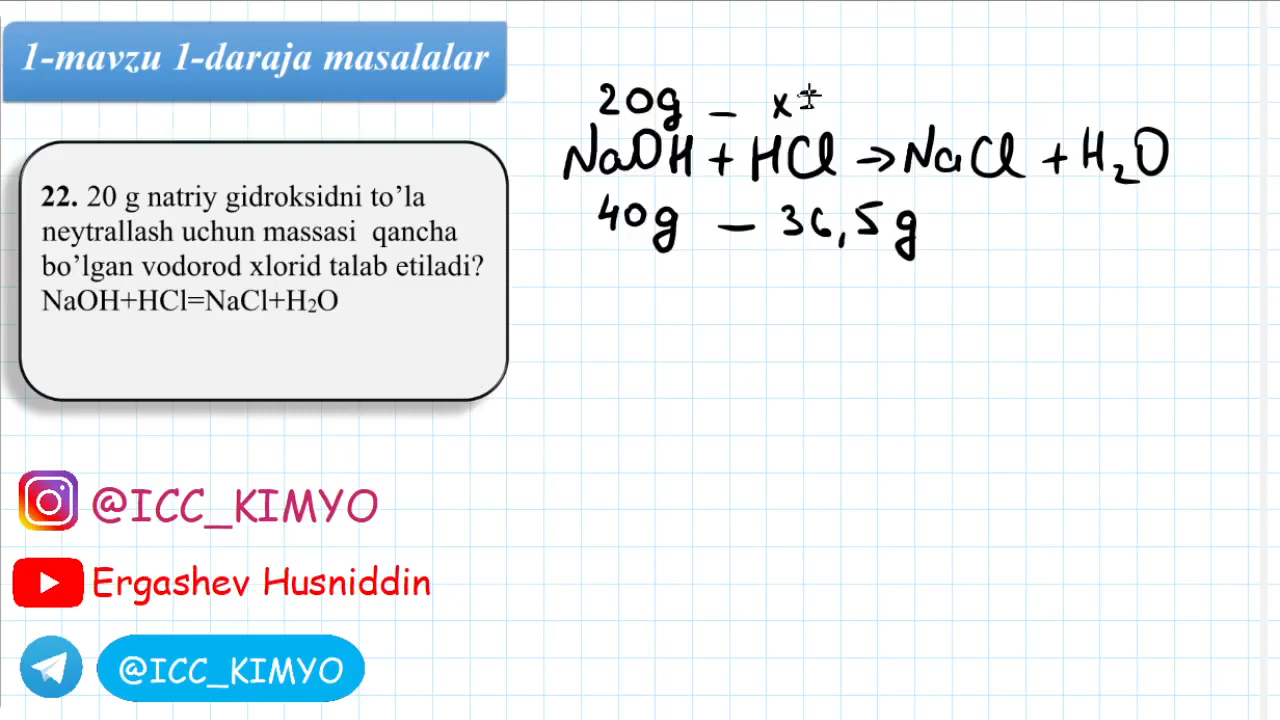 1-mavzu 1-daraja masalalar
22. 20 g natriy gidroksidni to’la
neytrallash uchun massasi qancha
bo’lgan vodorod xlorid talab etiladi?
NaOH+HCl=NaCl+H₂O
20g – x
NaOH + HCl → NaCl + H₂O
40g – 36,5g
@ICC_KIMYO
Ergashev Husniddin
@ICC_KIMYO